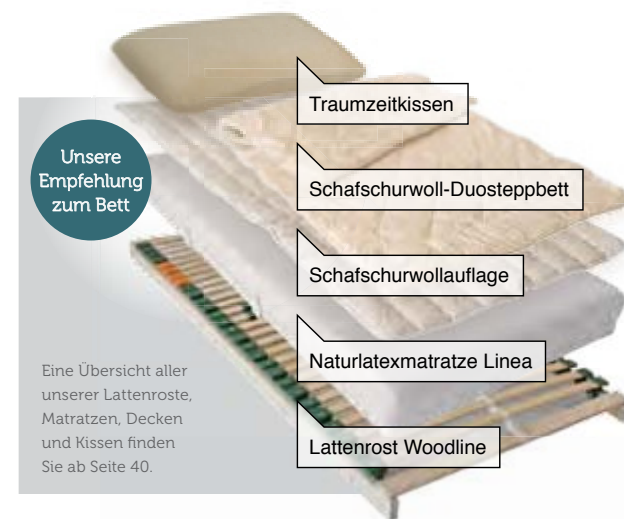 Traumzeitkissen
Unsere
Empfehlung
zum Bett
Schafschurwoll-Duosteppbett
Schafschurwollauflage
Naturlatexmatratze Linea
Eine Übersicht aller
unserer Lattenroste,
Matratzen, Decken
und Kissen finden
Sie ab Seite 40.
Lattenrost Woodline